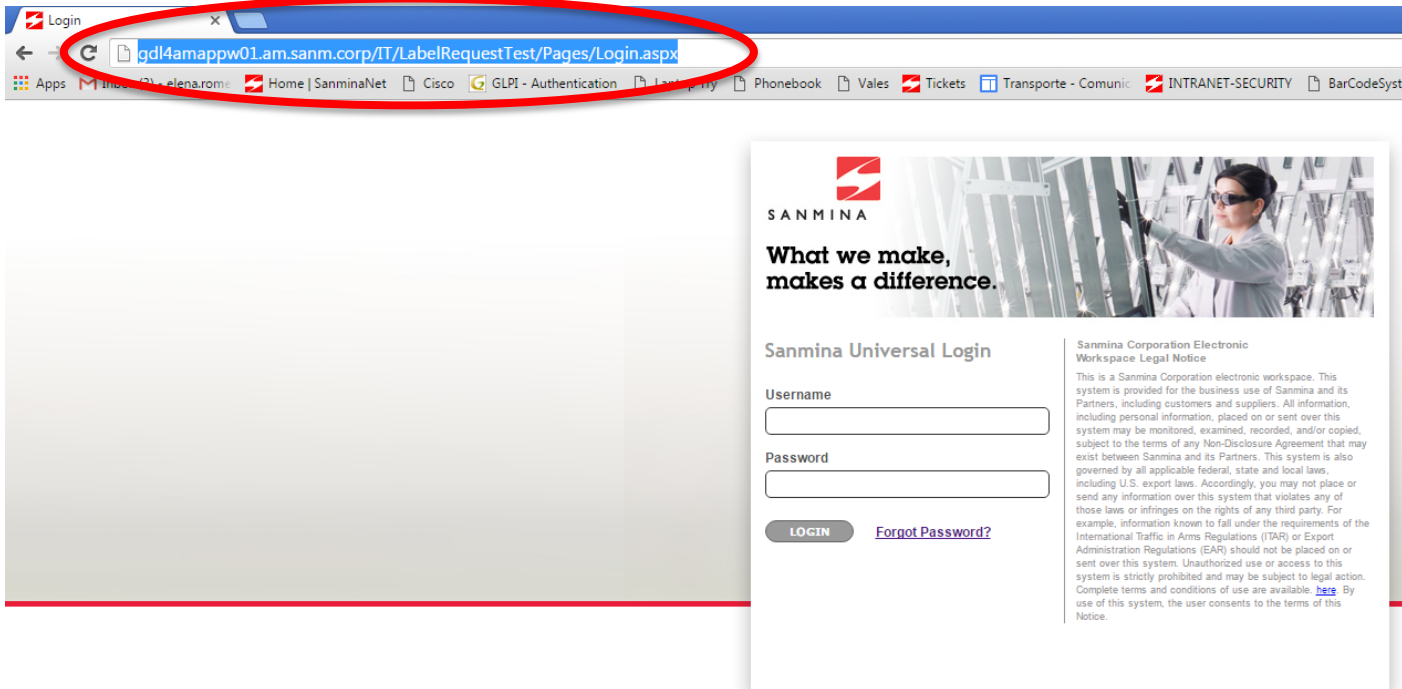 Login
gdl4amappw01.am.sanm.corp/IT/LabelRequestTest/Pages/Login.aspx
Apps elena.rome Home | SanminaNet Cisco GLPI - Authentication Phonebook Vales Tickets Transporte - Comunic INTRANET-SECURITY BarCodeSyst
SANMINA
What we make,
makes a difference.
Sanmina Universal Login
Username
Password
LOGIN Forgot Password?
Sanmina Corporation Electronic
Workspace Legal Notice
This is a Sanmina Corporation electronic workspace. This
system is provided for the business use of Sanmina and its
Partners, including customers and suppliers. All information,
including personal information, placed on or sent over this
system may be monitored, examined, recorded, and/or copied,
subject to the terms of any Non-Disclosure Agreement that may
exist between Sanmina and its Partners. This system is also
governed by all applicable federal, state and local laws,
including U.S. export laws. Accordingly, you may not place or
send any information over this system that violates any of
those laws or infringes on the rights of any third party. For
example, information known to fall under the requirements of the
International Traffic in Arms Regulations (ITAR) or Export
Administration Regulations (EAR) should not be placed on or
sent over this system. Unauthorized use or access to this
system is strictly prohibited and may be subject to legal action.
Complete terms and conditions of use are available. here. By
use of this system, the user consents to the terms of this
Notice.